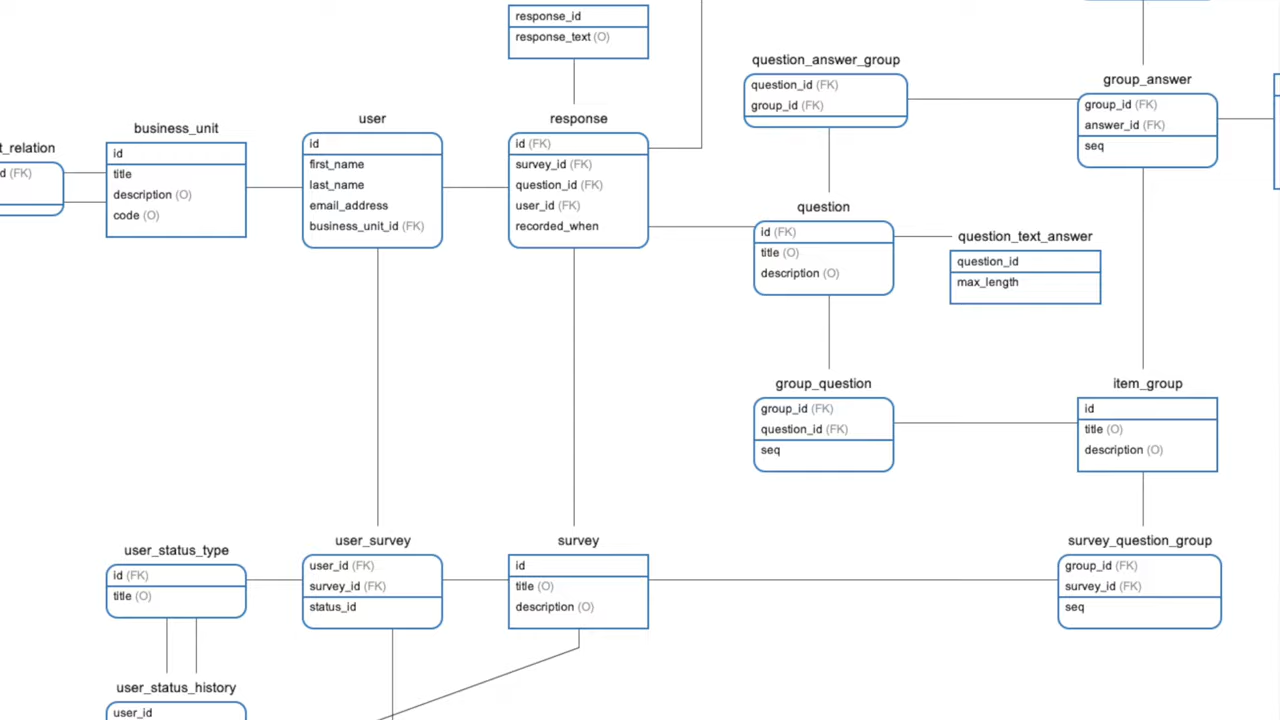 response_id
response_text (O)
question_answer_group
question_id (FK)
group_id (FK)
group_answer
group_id (FK)
answer_id (FK)
seq
t_relation
d (FK)
business_unit
id
title
description (O)
code (O)
user
id
first_name
last_name
email_address
business_unit_id (FK)
response
id (FK)
survey_id (FK)
question_id (FK)
user_id (FK)
recorded_when
question
id (FK)
title (O)
description (O)
question_text_answer
question_id
max_length
group_question
group_id (FK)
question_id (FK)
seq
item_group
id
title (O)
description (O)
user_status_type
id (FK)
title (O)
user_survey
user_id (FK)
survey_id (FK)
status_id
survey
id
title (O)
description (O)
survey_question_group
group_id (FK)
survey_id (FK)
seq
user_status_history
user_id